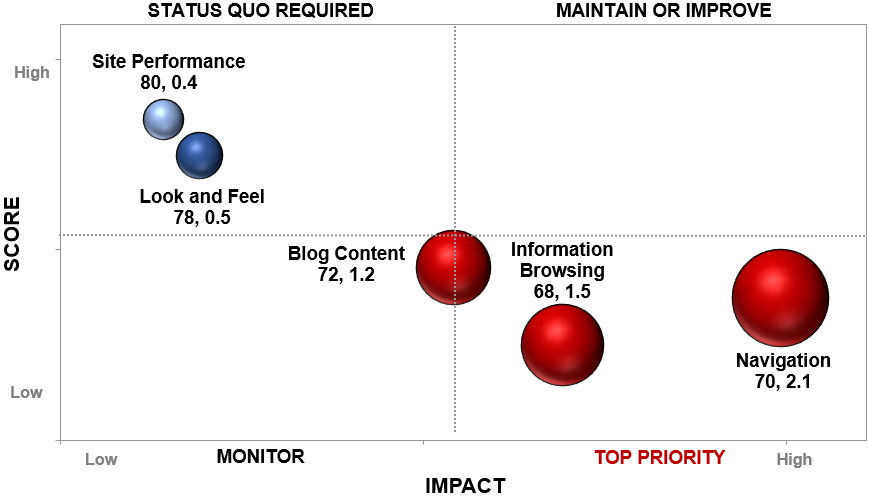 STATUS QUO REQUIRED
MAINTAIN OR IMPROVE
High
Site Performance
80, 0.4
Look and Feel
78, 0.5
SCORE
Blog Content
72, 1.2
Information
Browsing
68, 1.5
Navigation
70, 2.1
Low
Low
MONITOR
TOP PRIORITY
High
IMPACT